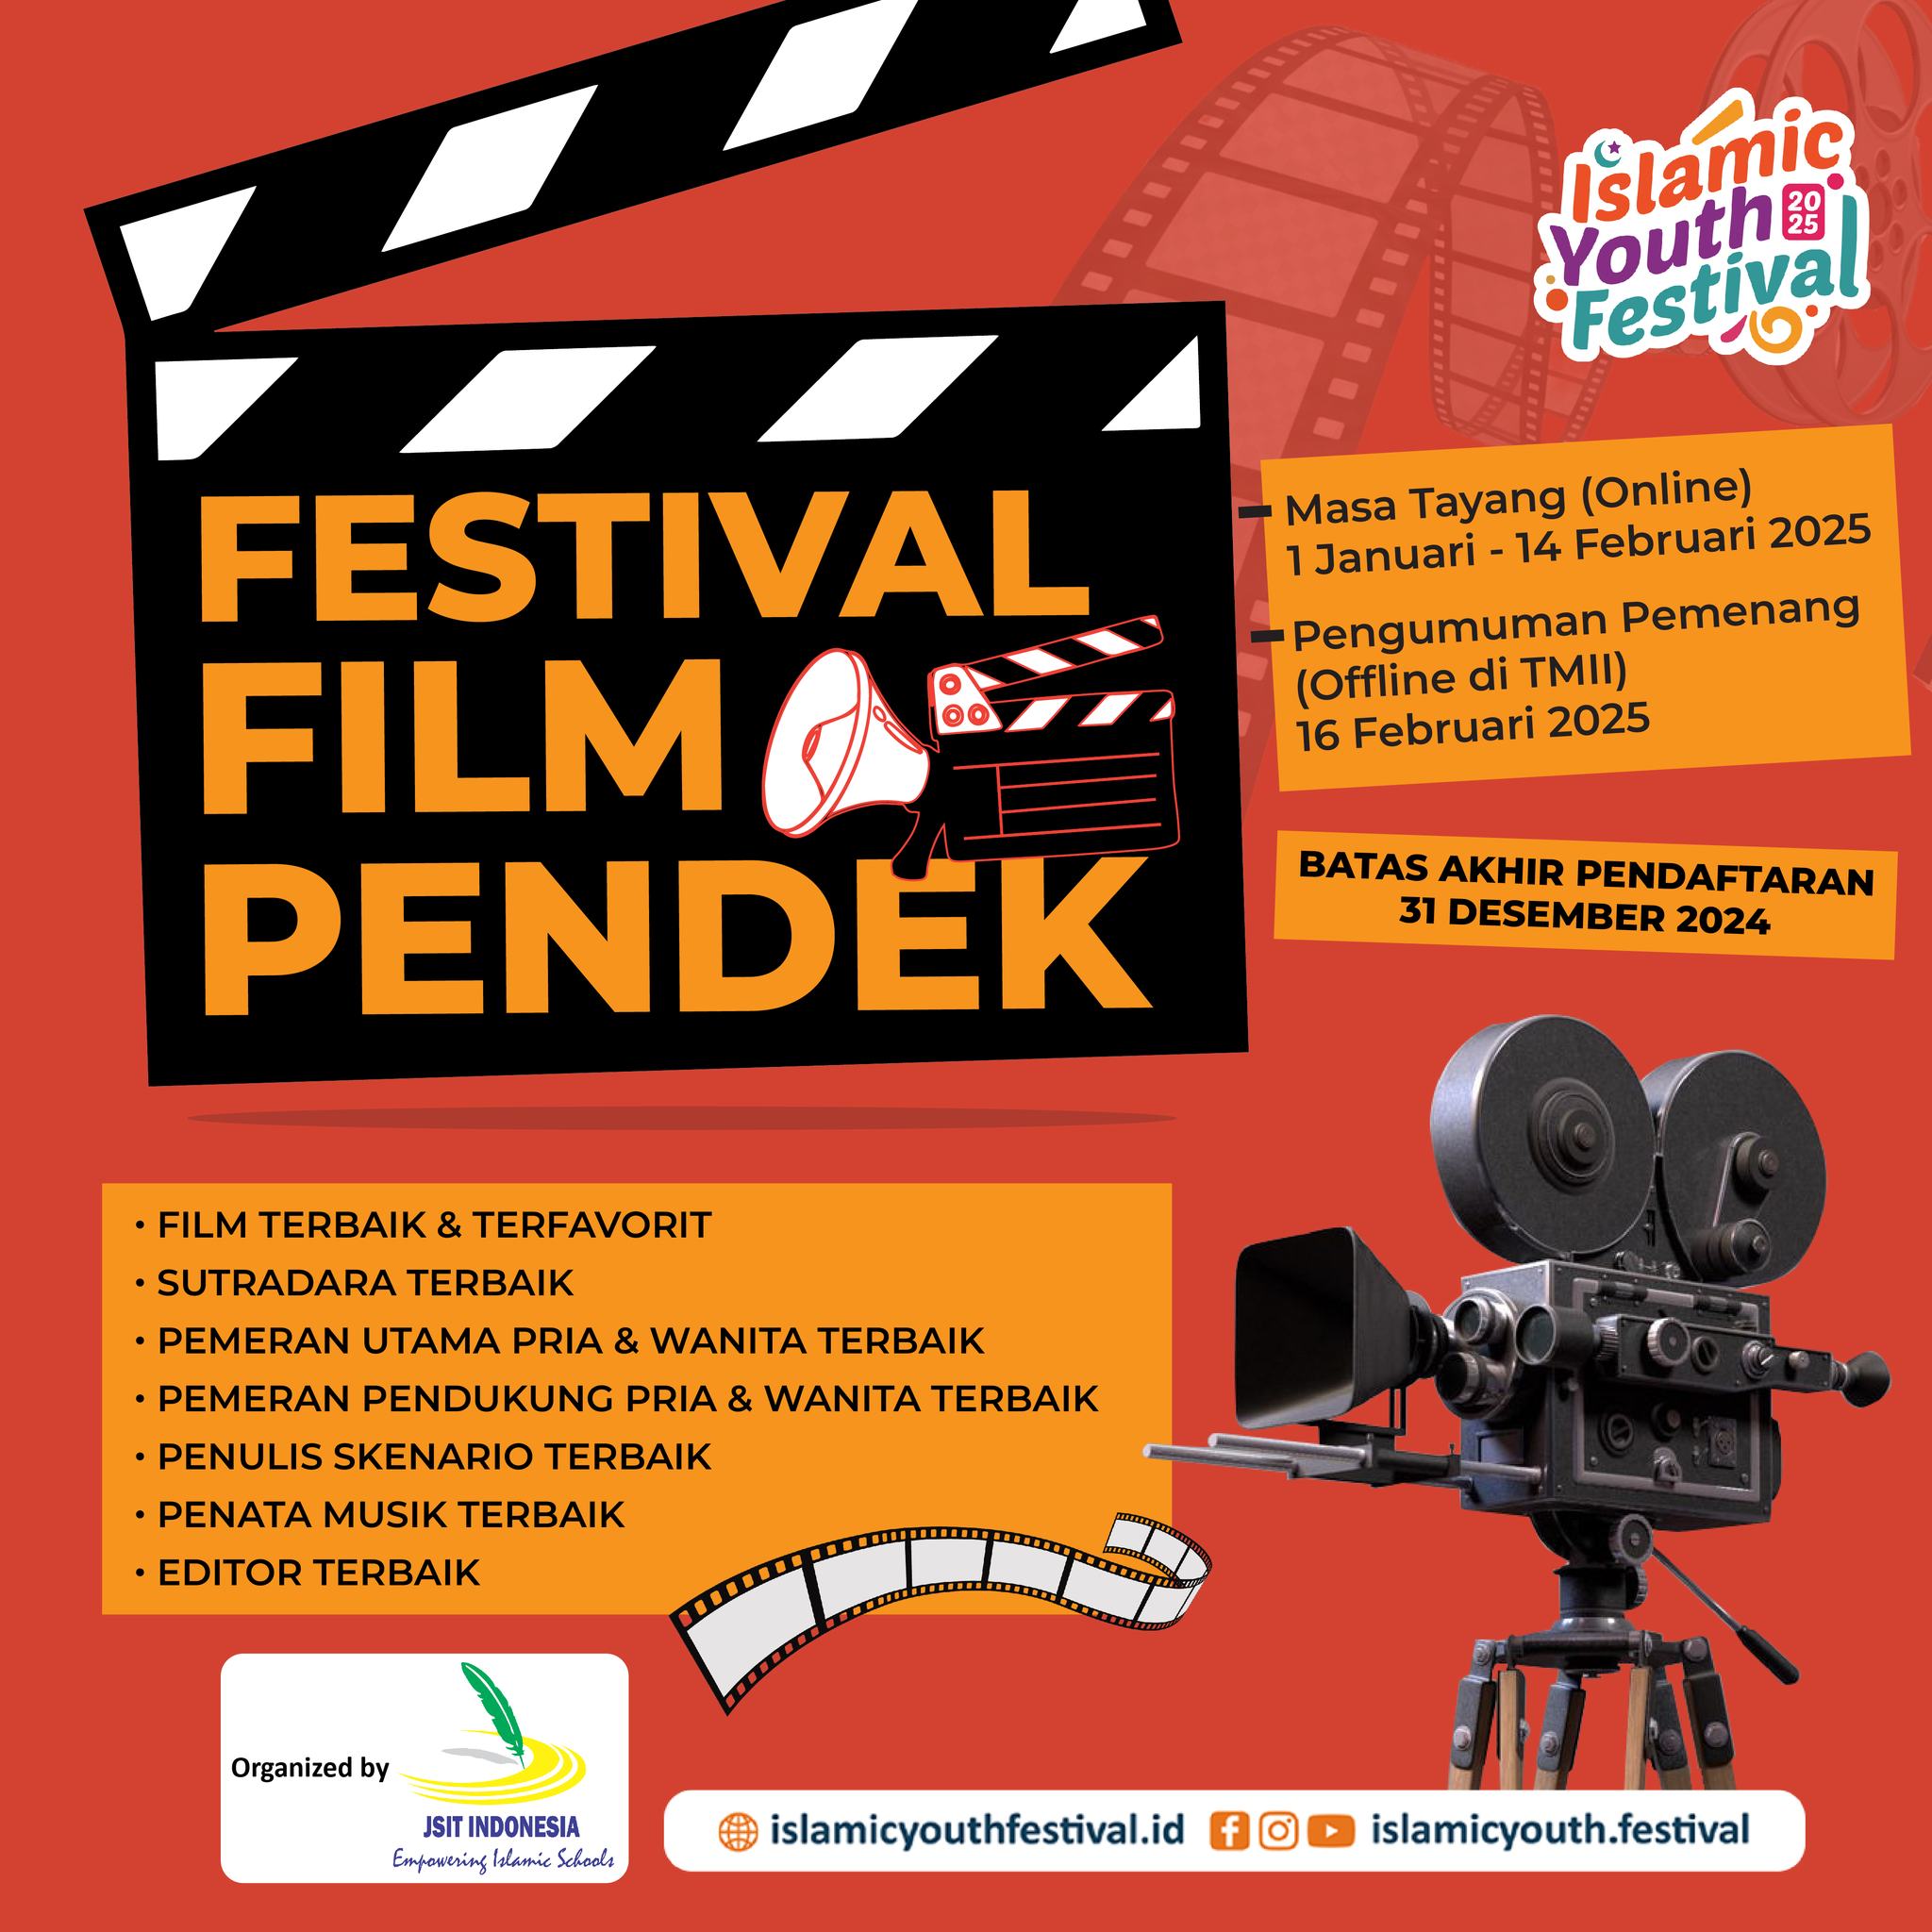 Islamic
Youth
20
25
Festival
FESTIVAL
FILM
PENDEK
Masa Tayang (Online)
1 Januari - 14 Februari 2025
Pengumuman Pemenang
(Offline di TMII)
16 Februari 2025
BATAS AKHIR PENDAFTARAN
31 DESEMBER 2024
• FILM TERBAIK & TERFAVORIT
• SUTRADARA TERBAIK
• PEMERAN UTAMA PRIA & WANITA TERBAIK
• PEMERAN PENDUKUNG PRIA & WANITA TERBAIK
• PENULIS SKENARIO TERBAIK
• PENATA MUSIK TERBAIK
• EDITOR TERBAIK
Organized by
JSIT INDONESIA
Empowering Islamic Schools
islamicyouthfestival.id
islamicyouth.festival